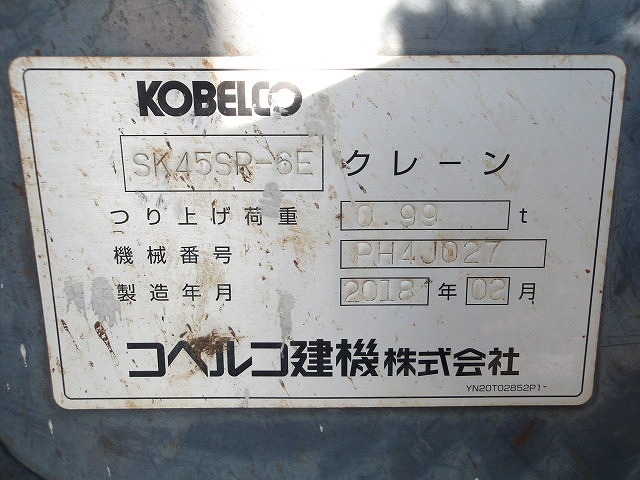 KOBELCO
SK45SR-6E クレーン
つり上げ荷重 0.99 t
機械番号 PH4J027
製造年月 2018 年 02 月
コベルコ建機株式会社
YN20T02852P1-